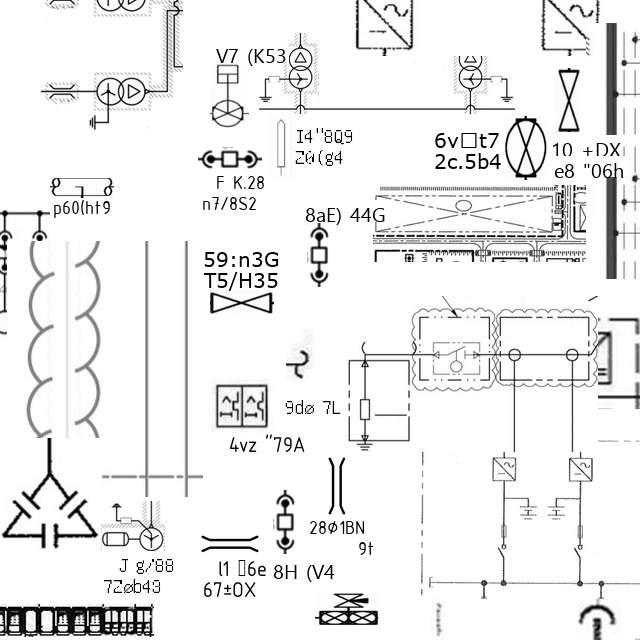 V7 (K53
I4"8Q9
Z0(g4
6v□t7
2c.5b4
10 +DX
e8 "06h
F K.28
n7/8S2
p60(ht9
8aE) 44G
59:n3G
T5/H35
9dø 7L
4vz "79A
28ø1BN
9t
J g/'88
7Zøb43
l1 □6e
67±0X
8H (V4